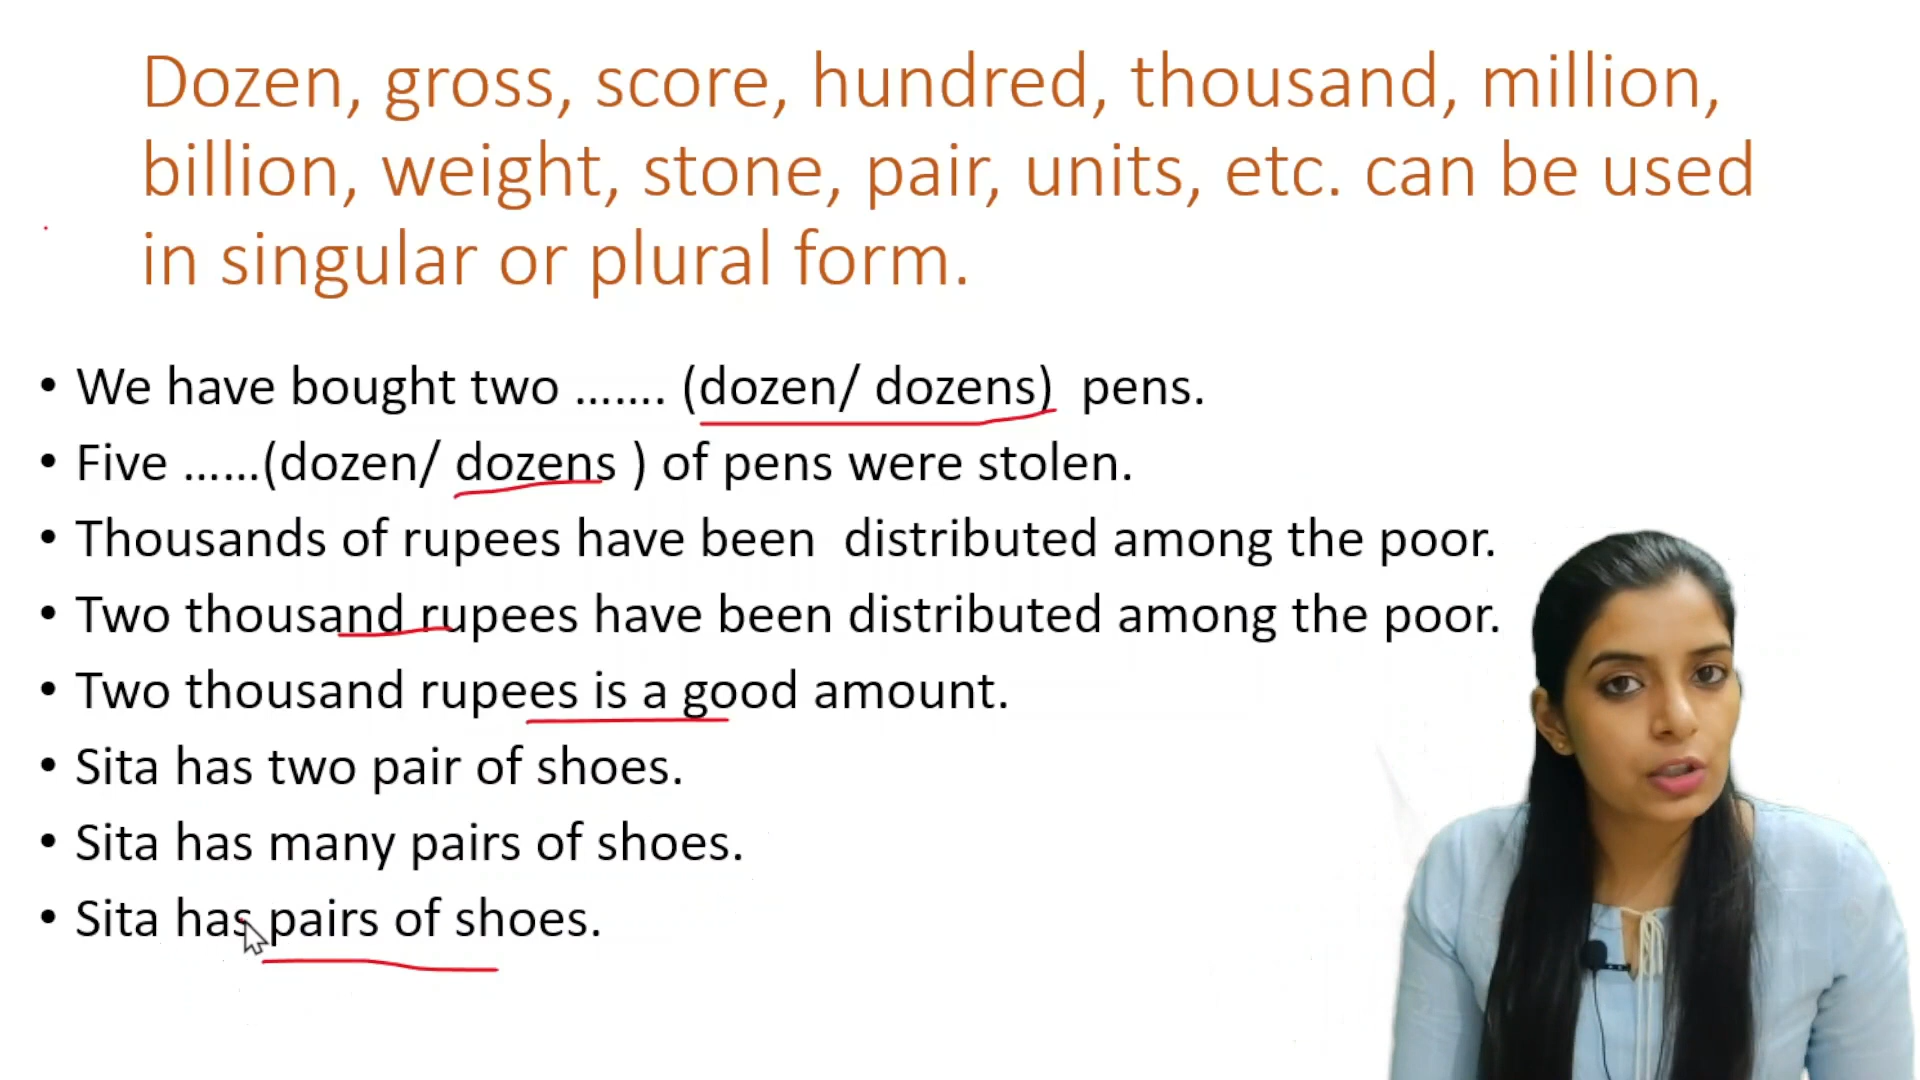 Dozen, gross, score, hundred, thousand, million,
billion, weight, stone, pair, units, etc. can be used
in singular or plural form.
• We have bought two ....... (dozen/ dozens)  pens.
• Five ......(dozen/ dozens ) of pens were stolen.
• Thousands of rupees have been  distributed among the poor.
• Two thousand rupees have been distributed among the poor.
• Two thousand rupees is a good amount.
• Sita has two pair of shoes.
• Sita has many pairs of shoes.
• Sita has pairs of shoes.